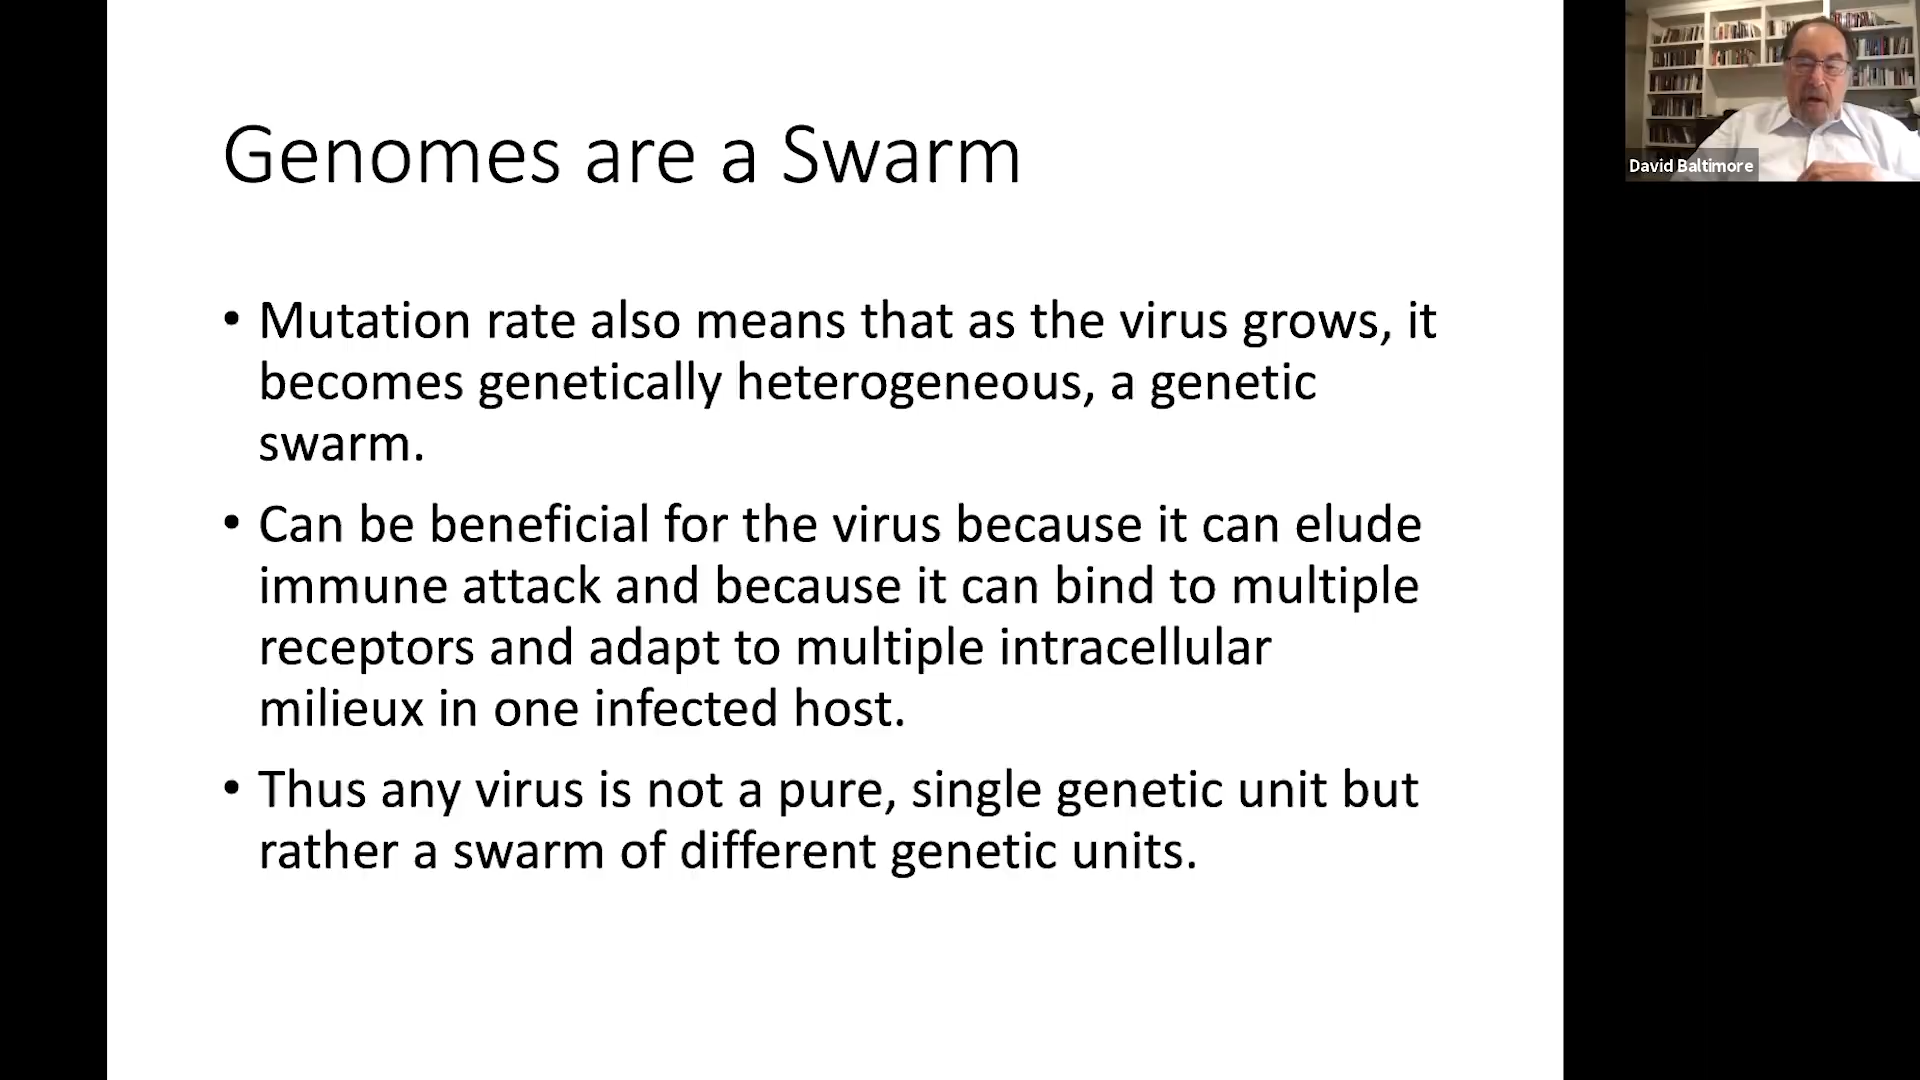 Genomes are a Swarm
• Mutation rate also means that as the virus grows, it
becomes genetically heterogeneous, a genetic
swarm.
• Can be beneficial for the virus because it can elude
immune attack and because it can bind to multiple
receptors and adapt to multiple intracellular
milieux in one infected host.
• Thus any virus is not a pure, single genetic unit but
rather a swarm of different genetic units.
David Baltimore